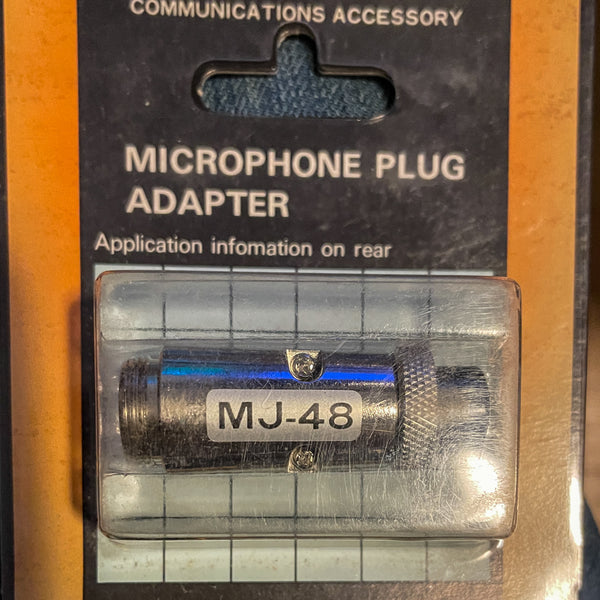 COMMUNICATIONS ACCESSORY
MICROPHONE PLUG
ADAPTER
Application infomation on rear
MJ-48